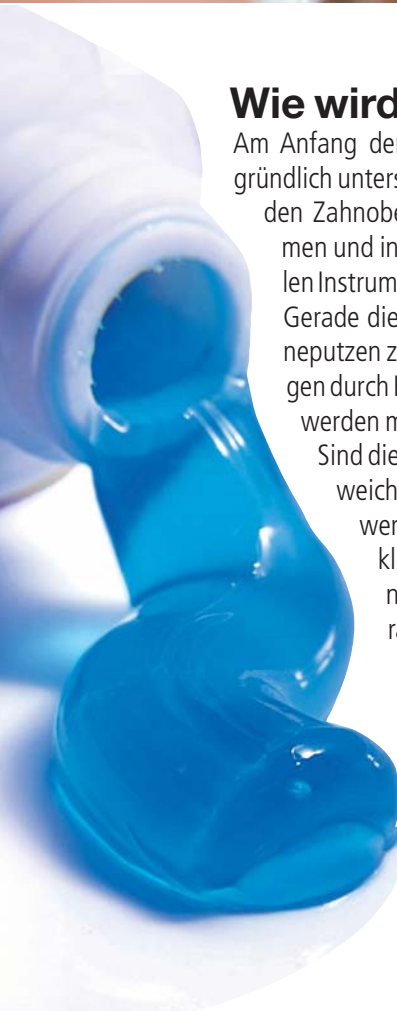 Wie wird
Am Anfang der
gründlich unters
den Zahnobe
men und in
len Instrum
Gerade die
neputzen z
gen durch
werden m
Sind die
weich
wer
kl
n
ra